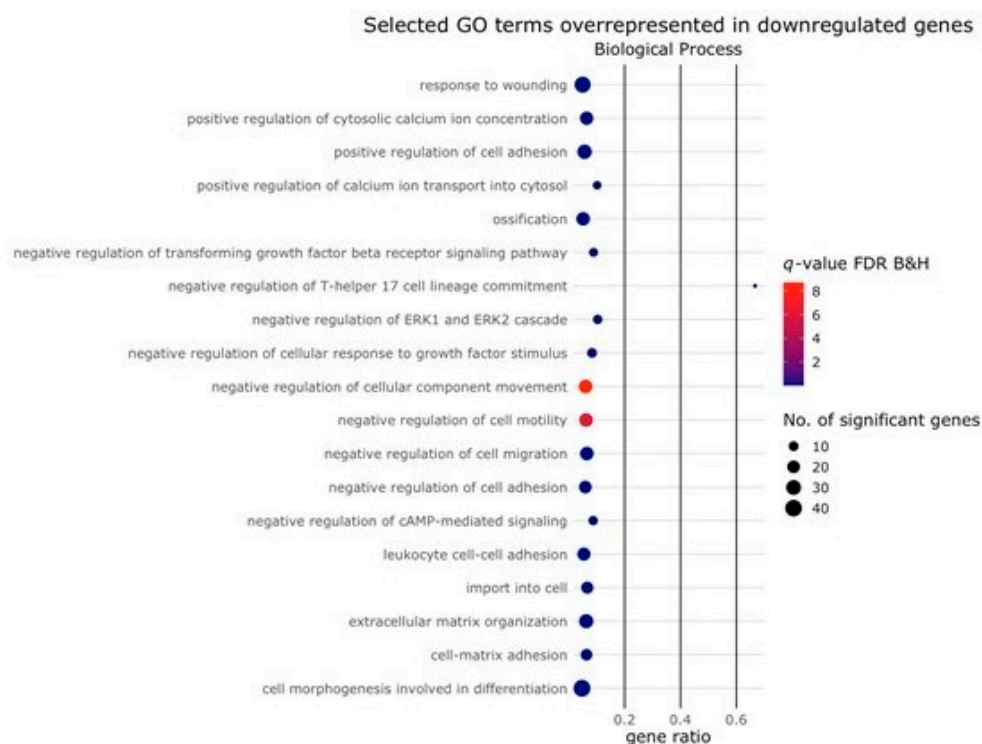 Selected GO terms overrepresented in downregulated genes
Biological Process
response to wounding
positive regulation of cytosolic calcium ion concentration
positive regulation of cell adhesion
positive regulation of calcium ion transport into cytosol
ossification
negative regulation of transforming growth factor beta receptor signaling pathway
negative regulation of T-helper 17 cell lineage commitment
negative regulation of ERK1 and ERK2 cascade
negative regulation of cellular response to growth factor stimulus
negative regulation of cellular component movement
negative regulation of cell motility
negative regulation of cell migration
negative regulation of cell adhesion
negative regulation of cAMP-mediated signaling
leukocyte cell-cell adhesion
import into cell
extracellular matrix organization
cell-matrix adhesion
cell morphogenesis involved in differentiation
0.2 0.4 0.6
gene ratio
q-value FDR B&H
8
6
4
2
No. of significant genes
10
20
30
40